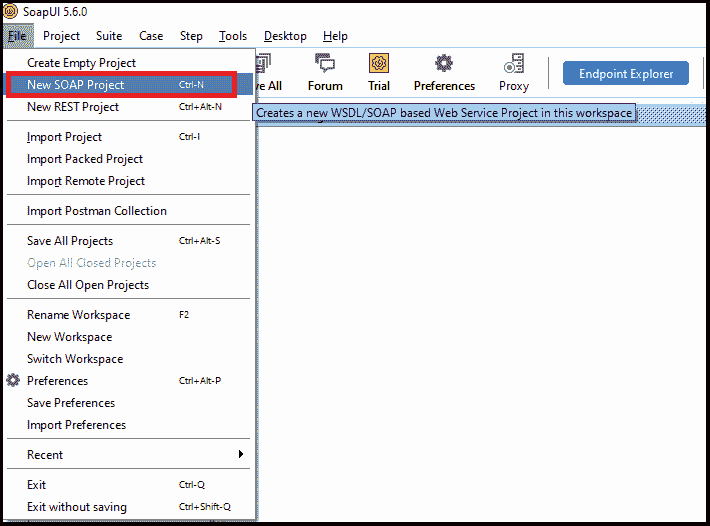 SoapUI 5.6.0
File Project Suite Case Step Tools Desktop Help
ve All Forum Trial Preferences Proxy Endpoint Explorer
Create Empty Project
New SOAP Project Ctrl-N
New REST Project Ctrl+Alt-N
Creates a new WSDL/SOAP based Web Service Project in this workspace
Import Project Ctrl-I
Import Packed Project
Import Remote Project
Import Postman Collection
Save All Projects Ctrl+Alt-S
Open All Closed Projects
Close All Open Projects
Rename Workspace F2
New Workspace
Switch Workspace
Preferences Ctrl+Alt-P
Save Preferences
Import Preferences
Recent
Exit Ctrl-Q
Exit without saving Ctrl+Shift-Q